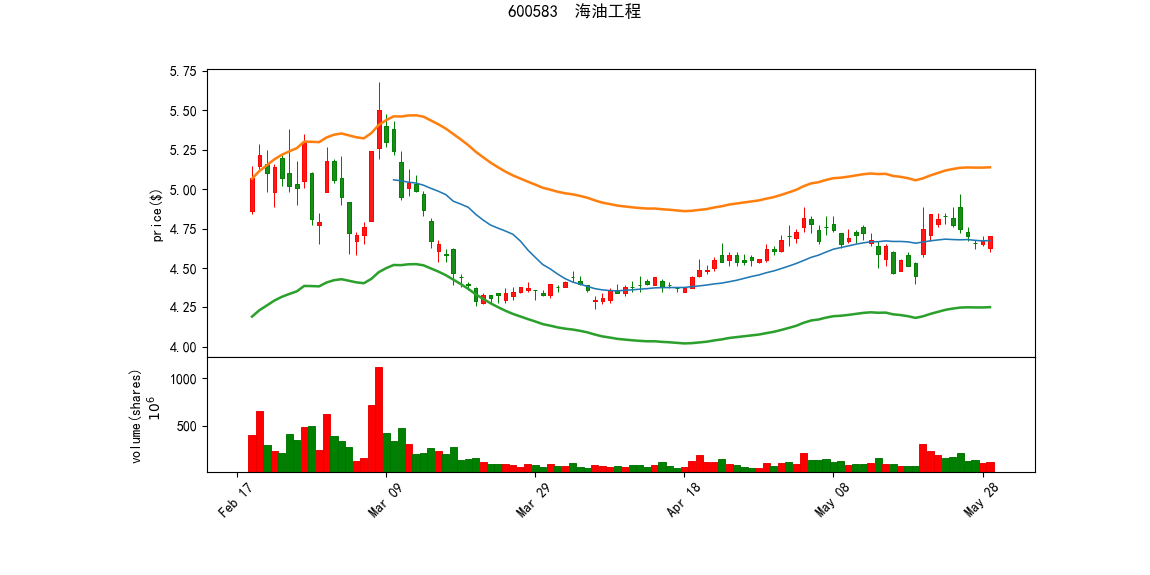 600583 海油工程
5.75
5.50
5.25
5.00
4.75
4.50
4.25
4.00
price($)
1000
500
volume(shares)
10^6
Feb 17
Mar 09
Mar 29
Apr 18
May 08
May 28